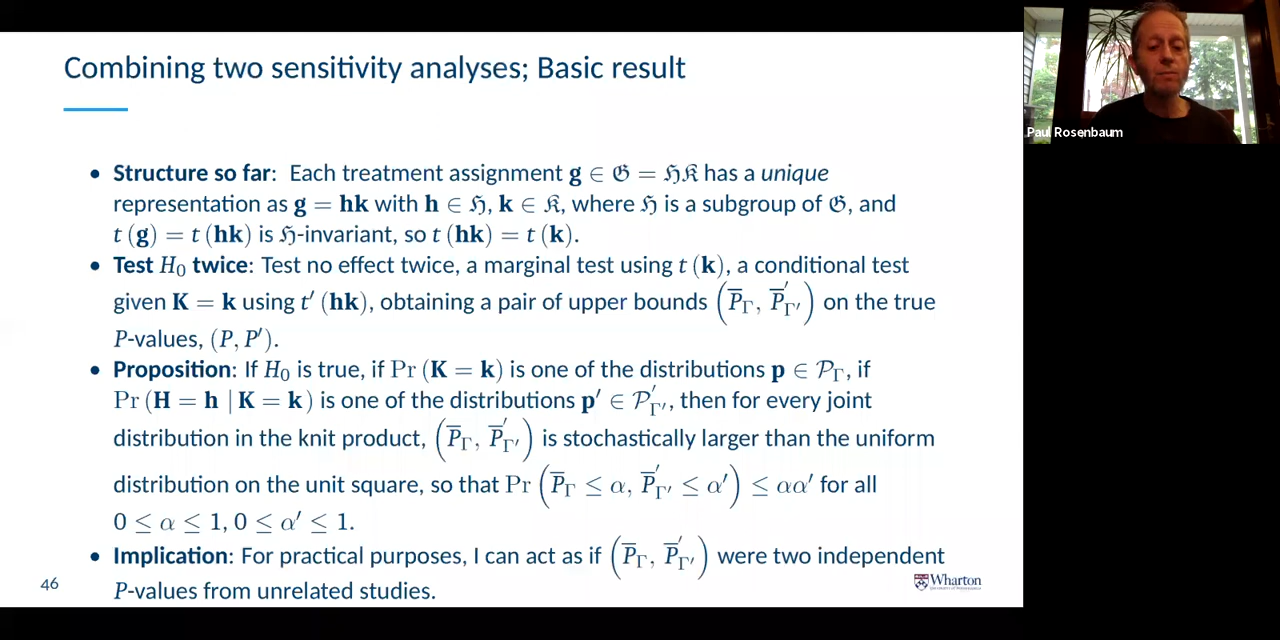 Combining two sensitivity analyses; Basic result
• Structure so far: Each treatment assignment g ∈ 𝔊 = ℌ𝔎 has a unique
representation as g = hk with h ∈ ℌ, k ∈ 𝔎, where ℌ is a subgroup of 𝔊, and
t (g) = t (hk) is ℌ-invariant, so t (hk) = t (k).
• Test H₀ twice: Test no effect twice, a marginal test using t (k), a conditional test
given K = k using t′ (hk), obtaining a pair of upper bounds (P̅_Γ, P̅′_Γ′) on the true
P-values, (P, P′).
• Proposition: If H₀ is true, if Pr (K = k) is one of the distributions p ∈ 𝒫_Γ, if
Pr (H = h | K = k) is one of the distributions p′ ∈ 𝒫′_Γ′, then for every joint
distribution in the knit product, (P̅_Γ, P̅′_Γ′) is stochastically larger than the uniform
distribution on the unit square, so that Pr (P̅_Γ ≤ α, P̅′_Γ′ ≤ α′) ≤ αα′ for all
0 ≤ α ≤ 1, 0 ≤ α′ ≤ 1.
• Implication: For practical purposes, I can act as if (P̅_Γ, P̅′_Γ′) were two independent
P-values from unrelated studies.
46
Wharton
Paul Rosenbaum